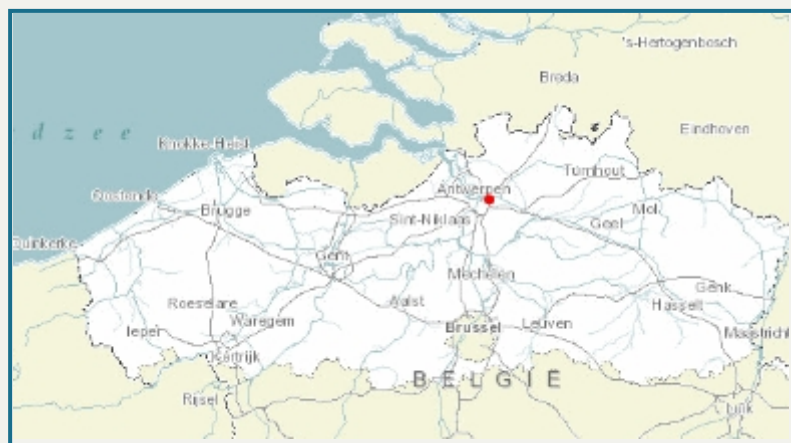 's-Hertogenbosch
Breda
Eindhoven
d z e e
Knokke-Heist
Turnhout
Antwerpen
Oostende
Mol
Brugge
Sint-Niklaas
Geel
Duinkerke
Gent
Mechelen
Genk
Roeselare
Aalst
Hasselt
Waregem
Brussel
Leuven
Ieper
Maastricht
Kortrijk
BELGIË
Rijsel
Luik